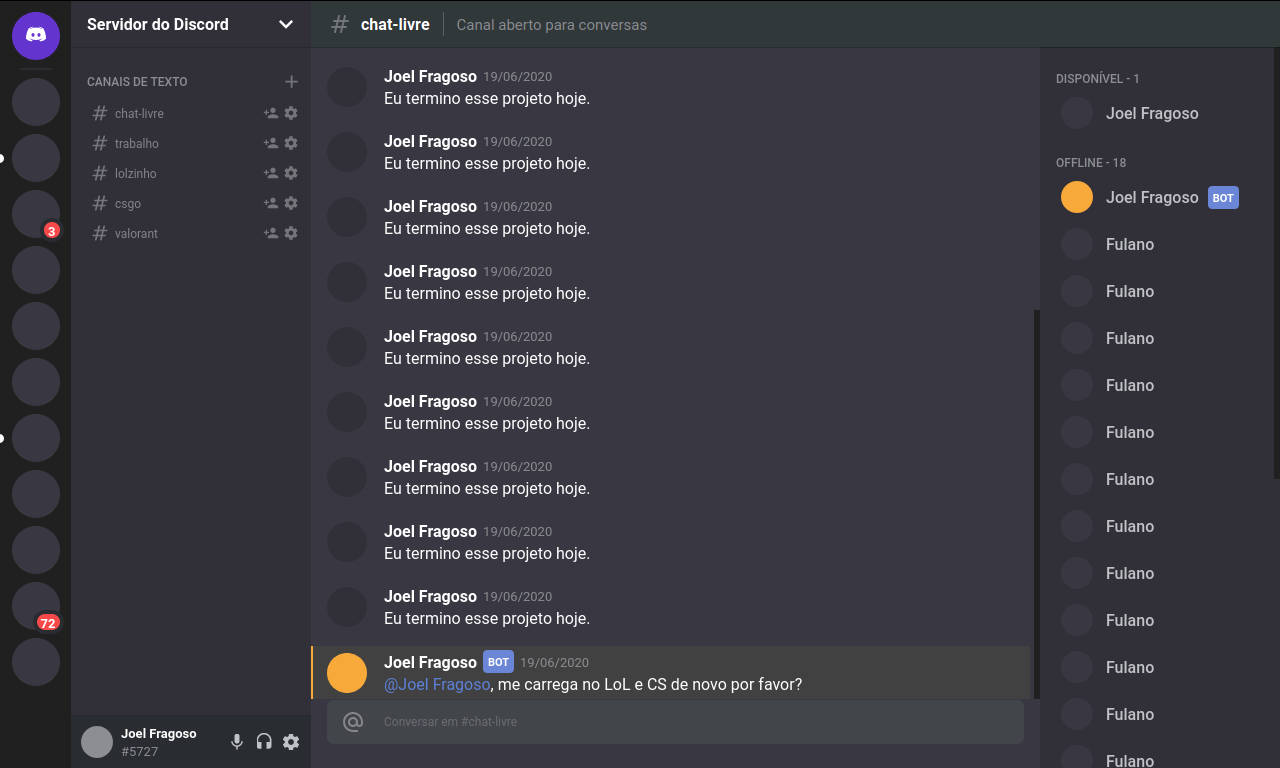 Servidor do Discord
# chat-livre Canal aberto para conversas
CANAIS DE TEXTO
# chat-livre
# trabalho
# lolzinho
# csgo
# valorant
3
72
Joel Fragoso
#5727
Joel Fragoso 19/06/2020
Eu termino esse projeto hoje.
Joel Fragoso 19/06/2020
Eu termino esse projeto hoje.
Joel Fragoso 19/06/2020
Eu termino esse projeto hoje.
Joel Fragoso 19/06/2020
Eu termino esse projeto hoje.
Joel Fragoso 19/06/2020
Eu termino esse projeto hoje.
Joel Fragoso 19/06/2020
Eu termino esse projeto hoje.
Joel Fragoso 19/06/2020
Eu termino esse projeto hoje.
Joel Fragoso 19/06/2020
Eu termino esse projeto hoje.
Joel Fragoso 19/06/2020
Eu termino esse projeto hoje.
Joel Fragoso BOT 19/06/2020
@Joel Fragoso, me carrega no LoL e CS de novo por favor?
@ Conversar em #chat-livre
DISPONÍVEL - 1
Joel Fragoso
OFFLINE - 18
Joel Fragoso BOT
Fulano
Fulano
Fulano
Fulano
Fulano
Fulano
Fulano
Fulano
Fulano
Fulano
Fulano
Fulano